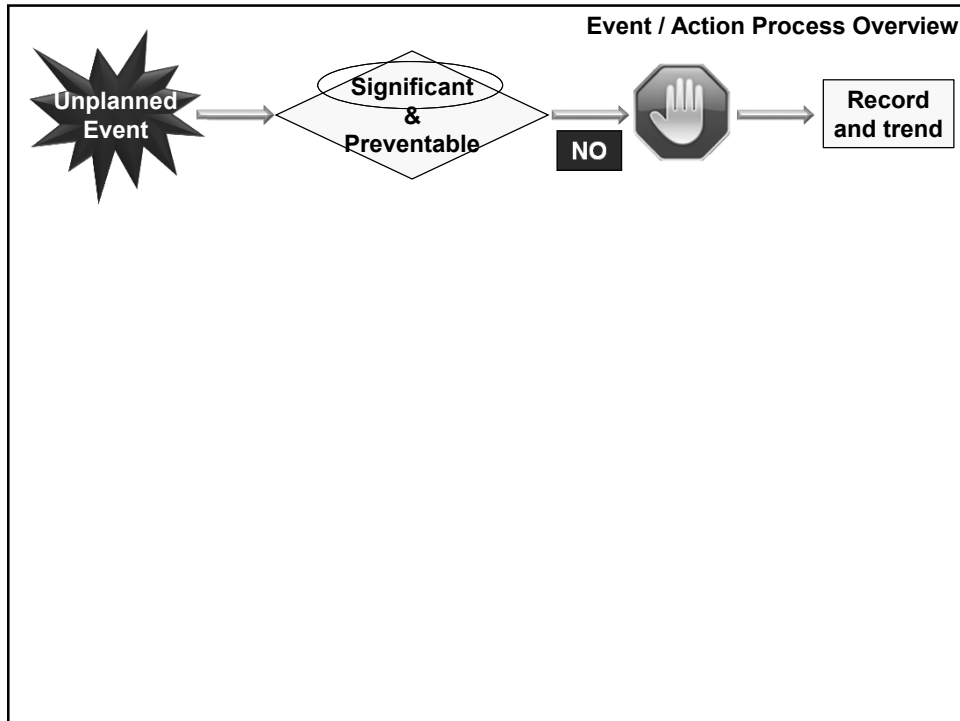 Event / Action Process Overview
Unplanned
Event
Significant
&
Preventable
NO
Record
and trend